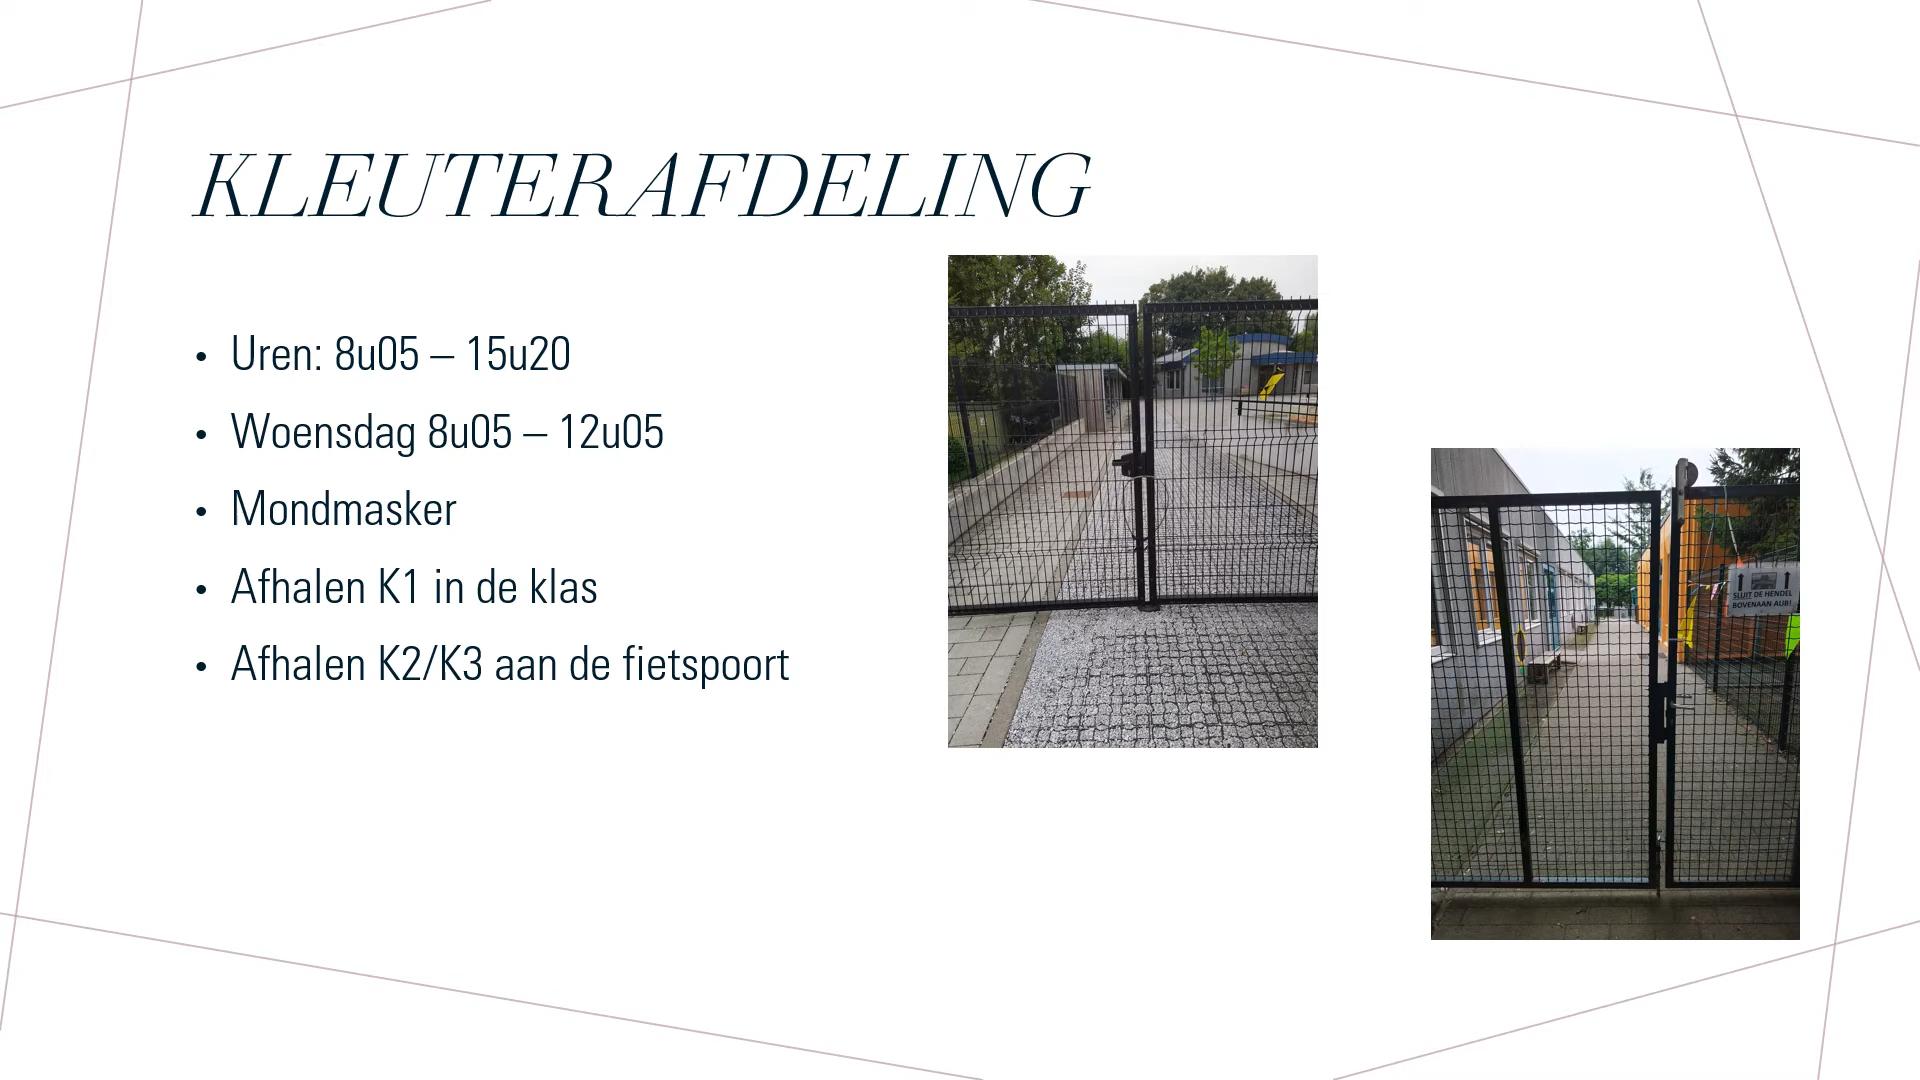 KLEUTERAFDELING
• Uren: 8u05 – 15u20
• Woensdag 8u05 – 12u05
• Mondmasker
• Afhalen K1 in de klas
• Afhalen K2/K3 aan de fietspoort
SLUIT DE HENDEL
BOVENAAN AUB!